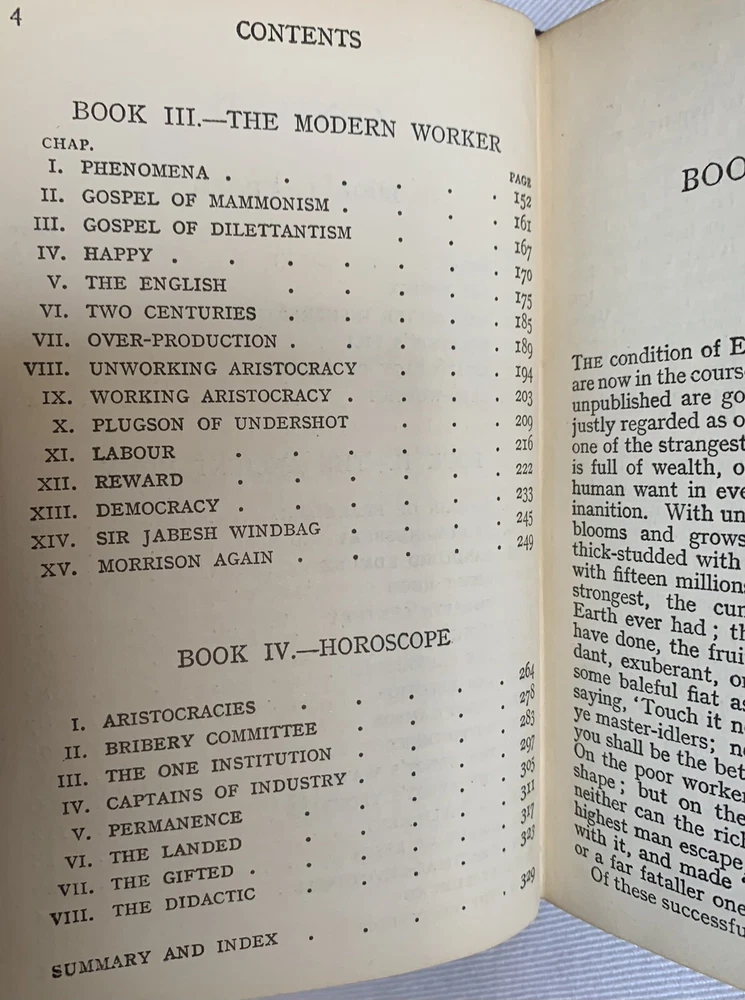 4
CONTENTS
BOOK III.—THE MODERN WORKER
CHAP. PAGE
I. PHENOMENA . . . . . . 152
II. GOSPEL OF MAMMONISM . . . . 161
III. GOSPEL OF DILETTANTISM . . . 167
IV. HAPPY . . . . . . . 170
V. THE ENGLISH . . . . . 175
VI. TWO CENTURIES . . . . . 185
VII. OVER-PRODUCTION . . . . . 189
VIII. UNWORKING ARISTOCRACY . . . 194
IX. WORKING ARISTOCRACY . . . . 203
X. PLUGSON OF UNDERSHOT . . . 209
XI. LABOUR . . . . . . 216
XII. REWARD . . . . . . 222
XIII. DEMOCRACY . . . . . . 233
XIV. SIR JABESH WINDBAG . . . . 245
XV. MORRISON AGAIN . . . . . 249
BOOK IV.—HOROSCOPE
I. ARISTOCRACIES . . . . . 264
II. BRIBERY COMMITTEE . . . . 278
III. THE ONE INSTITUTION . . . . 283
IV. CAPTAINS OF INDUSTRY . . . . 297
V. PERMANENCE . . . . . 305
VI. THE LANDED . . . . . 311
VII. THE GIFTED . . . . . . 317
VIII. THE DIDACTIC . . . . . 323
SUMMARY AND INDEX . . . . . 329
BOO
THE condition of E
are now in the cours
unpublished are go
justly regarded as o
one of the strangest
is full of wealth, o
human want in eve
inanition. With un
blooms and grows
thick-studded with
with fifteen million
strongest, the cun
Earth ever had; th
have done, the frui
dant, exuberant, o
some baleful fiat as
saying, 'Touch it n
ye master-idlers; n
you shall be the bet
On the poor worker
shape; but on the
neither can the rich
highest man escape,
with it, and made '
or a far fataller one
Of these successfu